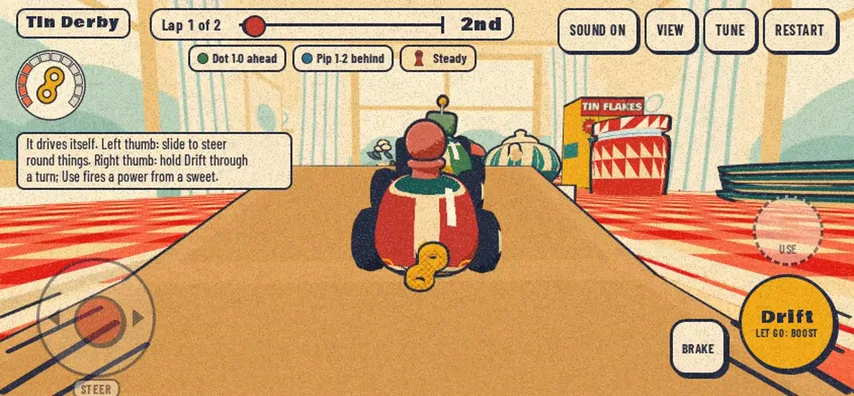 Tin Derby
Lap 1 of 2
2nd
SOUND ON
VIEW
TUNE
RESTART
Dot 1.0 ahead
Pip 1.2 behind
Steady
TIN FLAKES
It drives itself. Left thumb: slide to steer
round things. Right thumb: hold Drift through
a turn; Use fires a power from a sweet.
USE
Drift
LET GO: BOOST
BRAKE
STEER